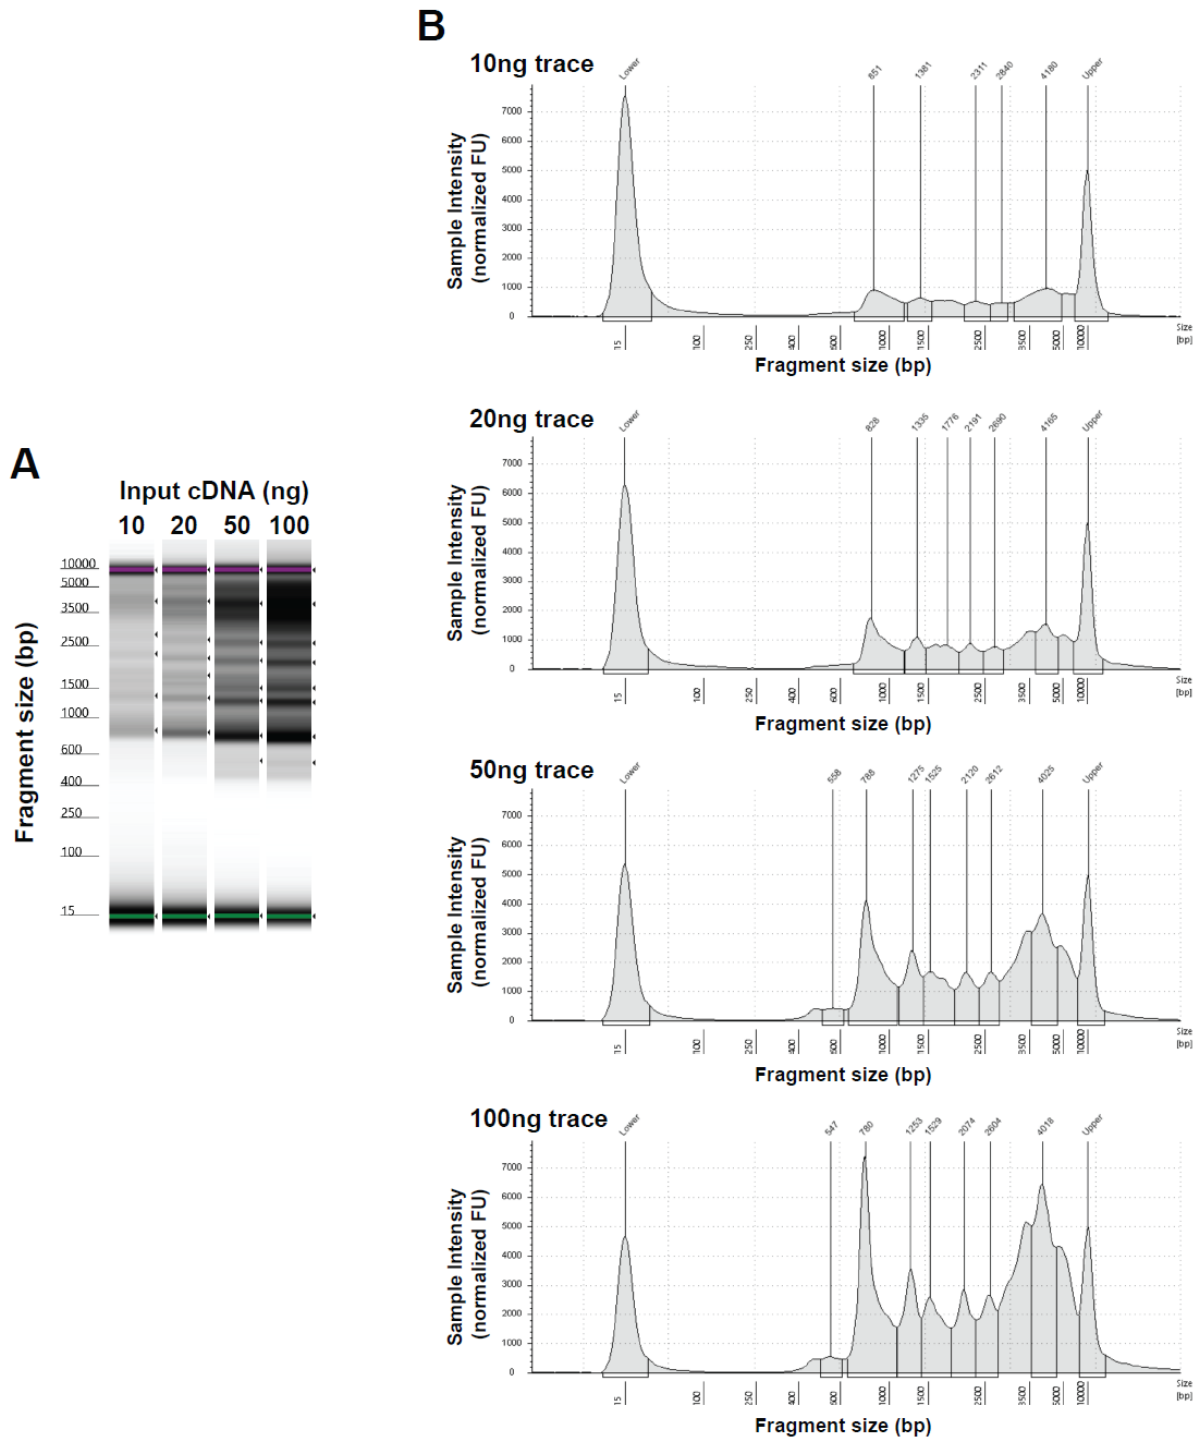 A
Input cDNA (ng)
10 20 50 100
Fragment size (bp)
10000
5000
3500
2500
1500
1000
600
400
250
100
15
B
10ng trace
Lower 851 1381 2311 2840 4180 Upper
Sample Intensity
(normalized FU)
7000
6000
5000
4000
3000
2000
1000
0
15 100 250 400 600 1000 1500 2500 3500 5000 10000
Size
[bp]
Fragment size (bp)
20ng trace
Lower 828 1335 1776 2191 2690 4165 Upper
Sample Intensity
(normalized FU)
7000
6000
5000
4000
3000
2000
1000
0
15 100 250 400 600 1000 1500 2500 3500 5000 10000
Size
[bp]
Fragment size (bp)
50ng trace
Lower 558 788 1275 1525 2120 2612 4025 Upper
Sample Intensity
(normalized FU)
7000
6000
5000
4000
3000
2000
1000
0
15 100 250 400 600 1000 1500 2500 3500 5000 10000
Size
[bp]
Fragment size (bp)
100ng trace
Lower 547 780 1253 1529 2074 2604 4018 Upper
Sample Intensity
(normalized FU)
7000
6000
5000
4000
3000
2000
1000
0
15 100 250 400 600 1000 1500 2500 3500 5000 10000
Size
[bp]
Fragment size (bp)